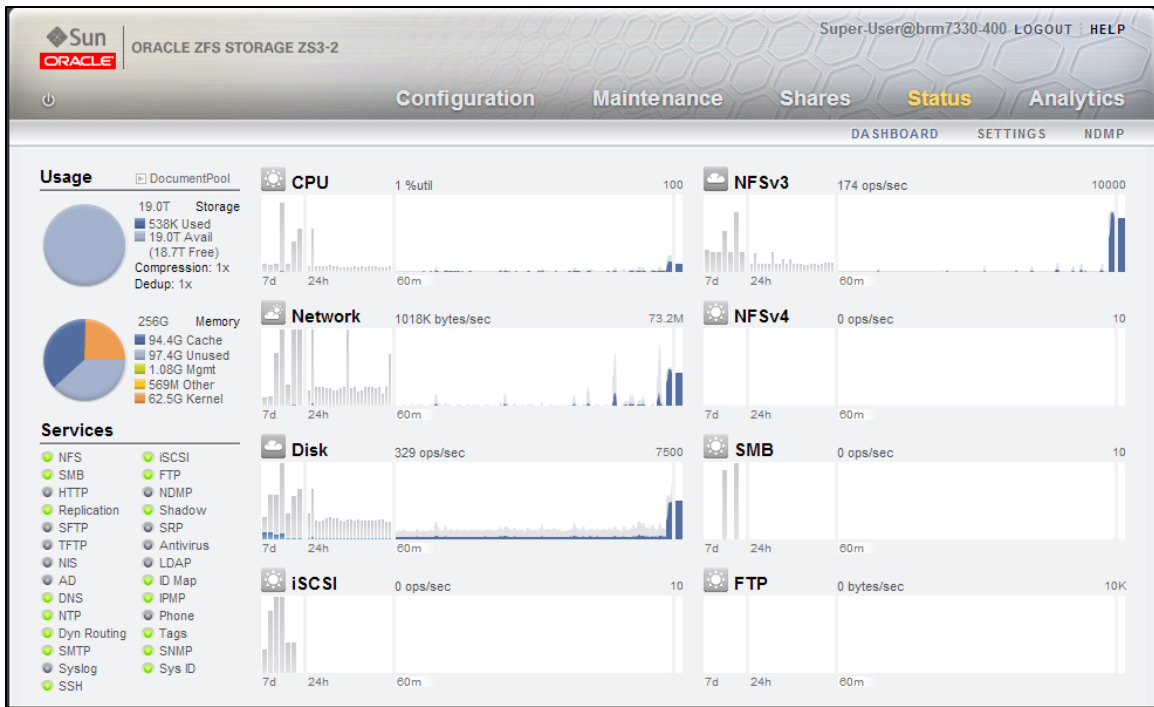 Sun
ORACLE
ORACLE ZFS STORAGE ZS3-2
Super-User@brm7330-400 LOGOUT HELP
Configuration Maintenance Shares Status Analytics
DASHBOARD SETTINGS NDMP
Usage DocumentPool
19.0T Storage
538K Used
19.0T Avail
(18.7T Free)
Compression: 1x
Dedup: 1x
256G Memory
94.4G Cache
97.4G Unused
1.08G Mgmt
569M Other
62.5G Kernel
Services
NFS iSCSI
SMB FTP
HTTP NDMP
Replication Shadow
SFTP SRP
TFTP Antivirus
NIS LDAP
AD ID Map
DNS IPMP
NTP Phone
Dyn Routing Tags
SMTP SNMP
Syslog Sys ID
SSH
CPU 1 %util 100
7d 24h 60m
NFSv3 174 ops/sec 10000
7d 24h 60m
Network 1018K bytes/sec 73.2M
7d 24h 60m
NFSv4 0 ops/sec 10
7d 24h 60m
Disk 329 ops/sec 7500
7d 24h 60m
SMB 0 ops/sec 10
7d 24h 60m
iSCSI 0 ops/sec 10
7d 24h 60m
FTP 0 bytes/sec 10K
7d 24h 60m